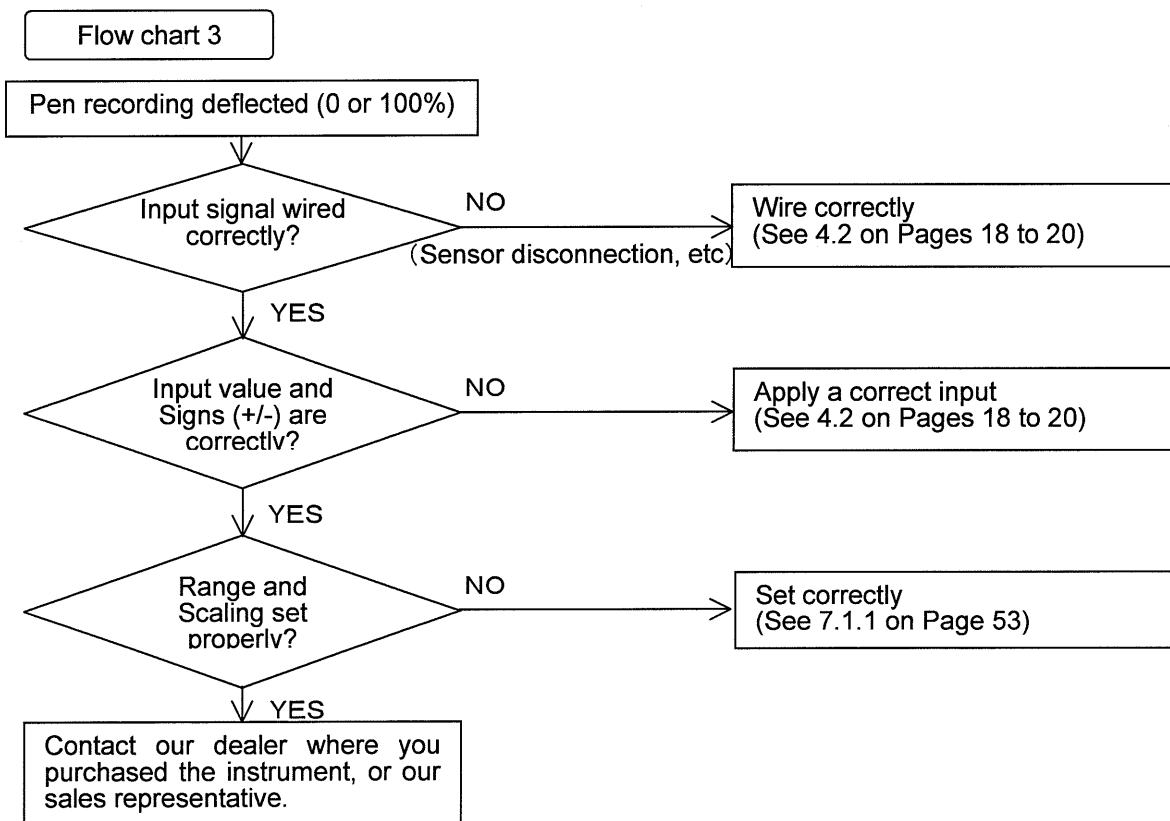 Flow chart 3
Pen recording deflected (0 or 100%)
Input signal wired
correctly?
NO
(Sensor disconnection, etc)
Wire correctly
(See 4.2 on Pages 18 to 20)
YES
Input value and
Signs (+/-) are
correctly?
NO
Apply a correct input
(See 4.2 on Pages 18 to 20)
YES
Range and
Scaling set
properly?
NO
Set correctly
(See 7.1.1 on Page 53)
YES
Contact our dealer where you
purchased the instrument, or our
sales representative.